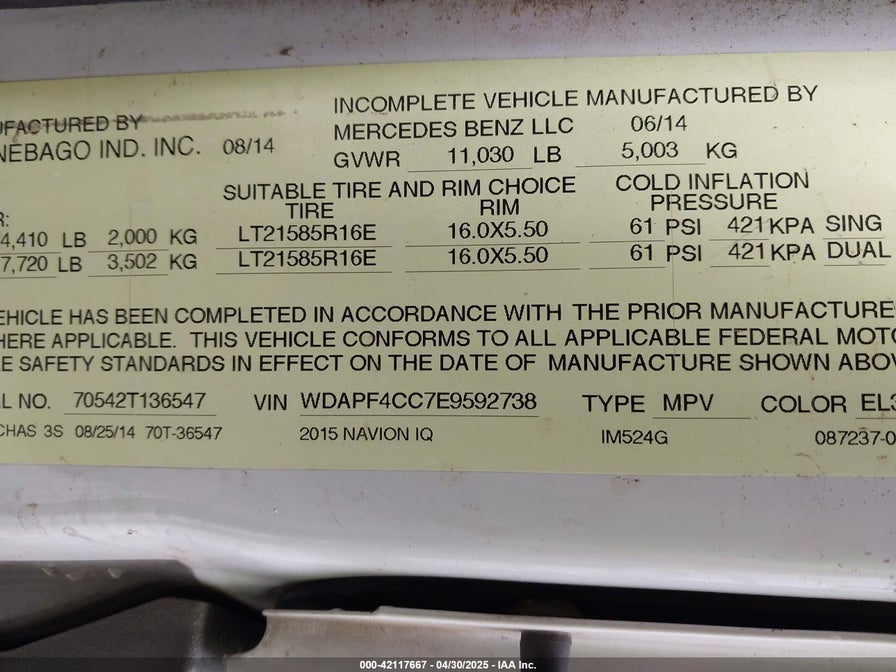 INCOMPLETE VEHICLE MANUFACTURED BY
UFACTURED BY MERCEDES BENZ LLC 06/14
NEBAGO IND. INC. 08/14 GVWR 11,030 LB 5,003 KG
SUITABLE TIRE AND RIM CHOICE COLD INFLATION
R: TIRE RIM PRESSURE
4,410 LB 2,000 KG LT21585R16E 16.0X5.50 61 PSI 421 KPA SING
7,720 LB 3,502 KG LT21585R16E 16.0X5.50 61 PSI 421 KPA DUAL
EHICLE HAS BEEN COMPLETED IN ACCORDANCE WITH THE PRIOR MANUFACTURE
HERE APPLICABLE. THIS VEHICLE CONFORMS TO ALL APPLICABLE FEDERAL MOTO
E SAFETY STANDARDS IN EFFECT ON THE DATE OF MANUFACTURE SHOWN ABOV
L NO. 70542T136547 VIN WDAPF4CC7E9592738 TYPE MPV COLOR EL3
CHAS 3S 08/25/14 70T-36547 2015 NAVION IQ IM524G 087237-0
000-42117667 - 04/30/2025 - IAA Inc.